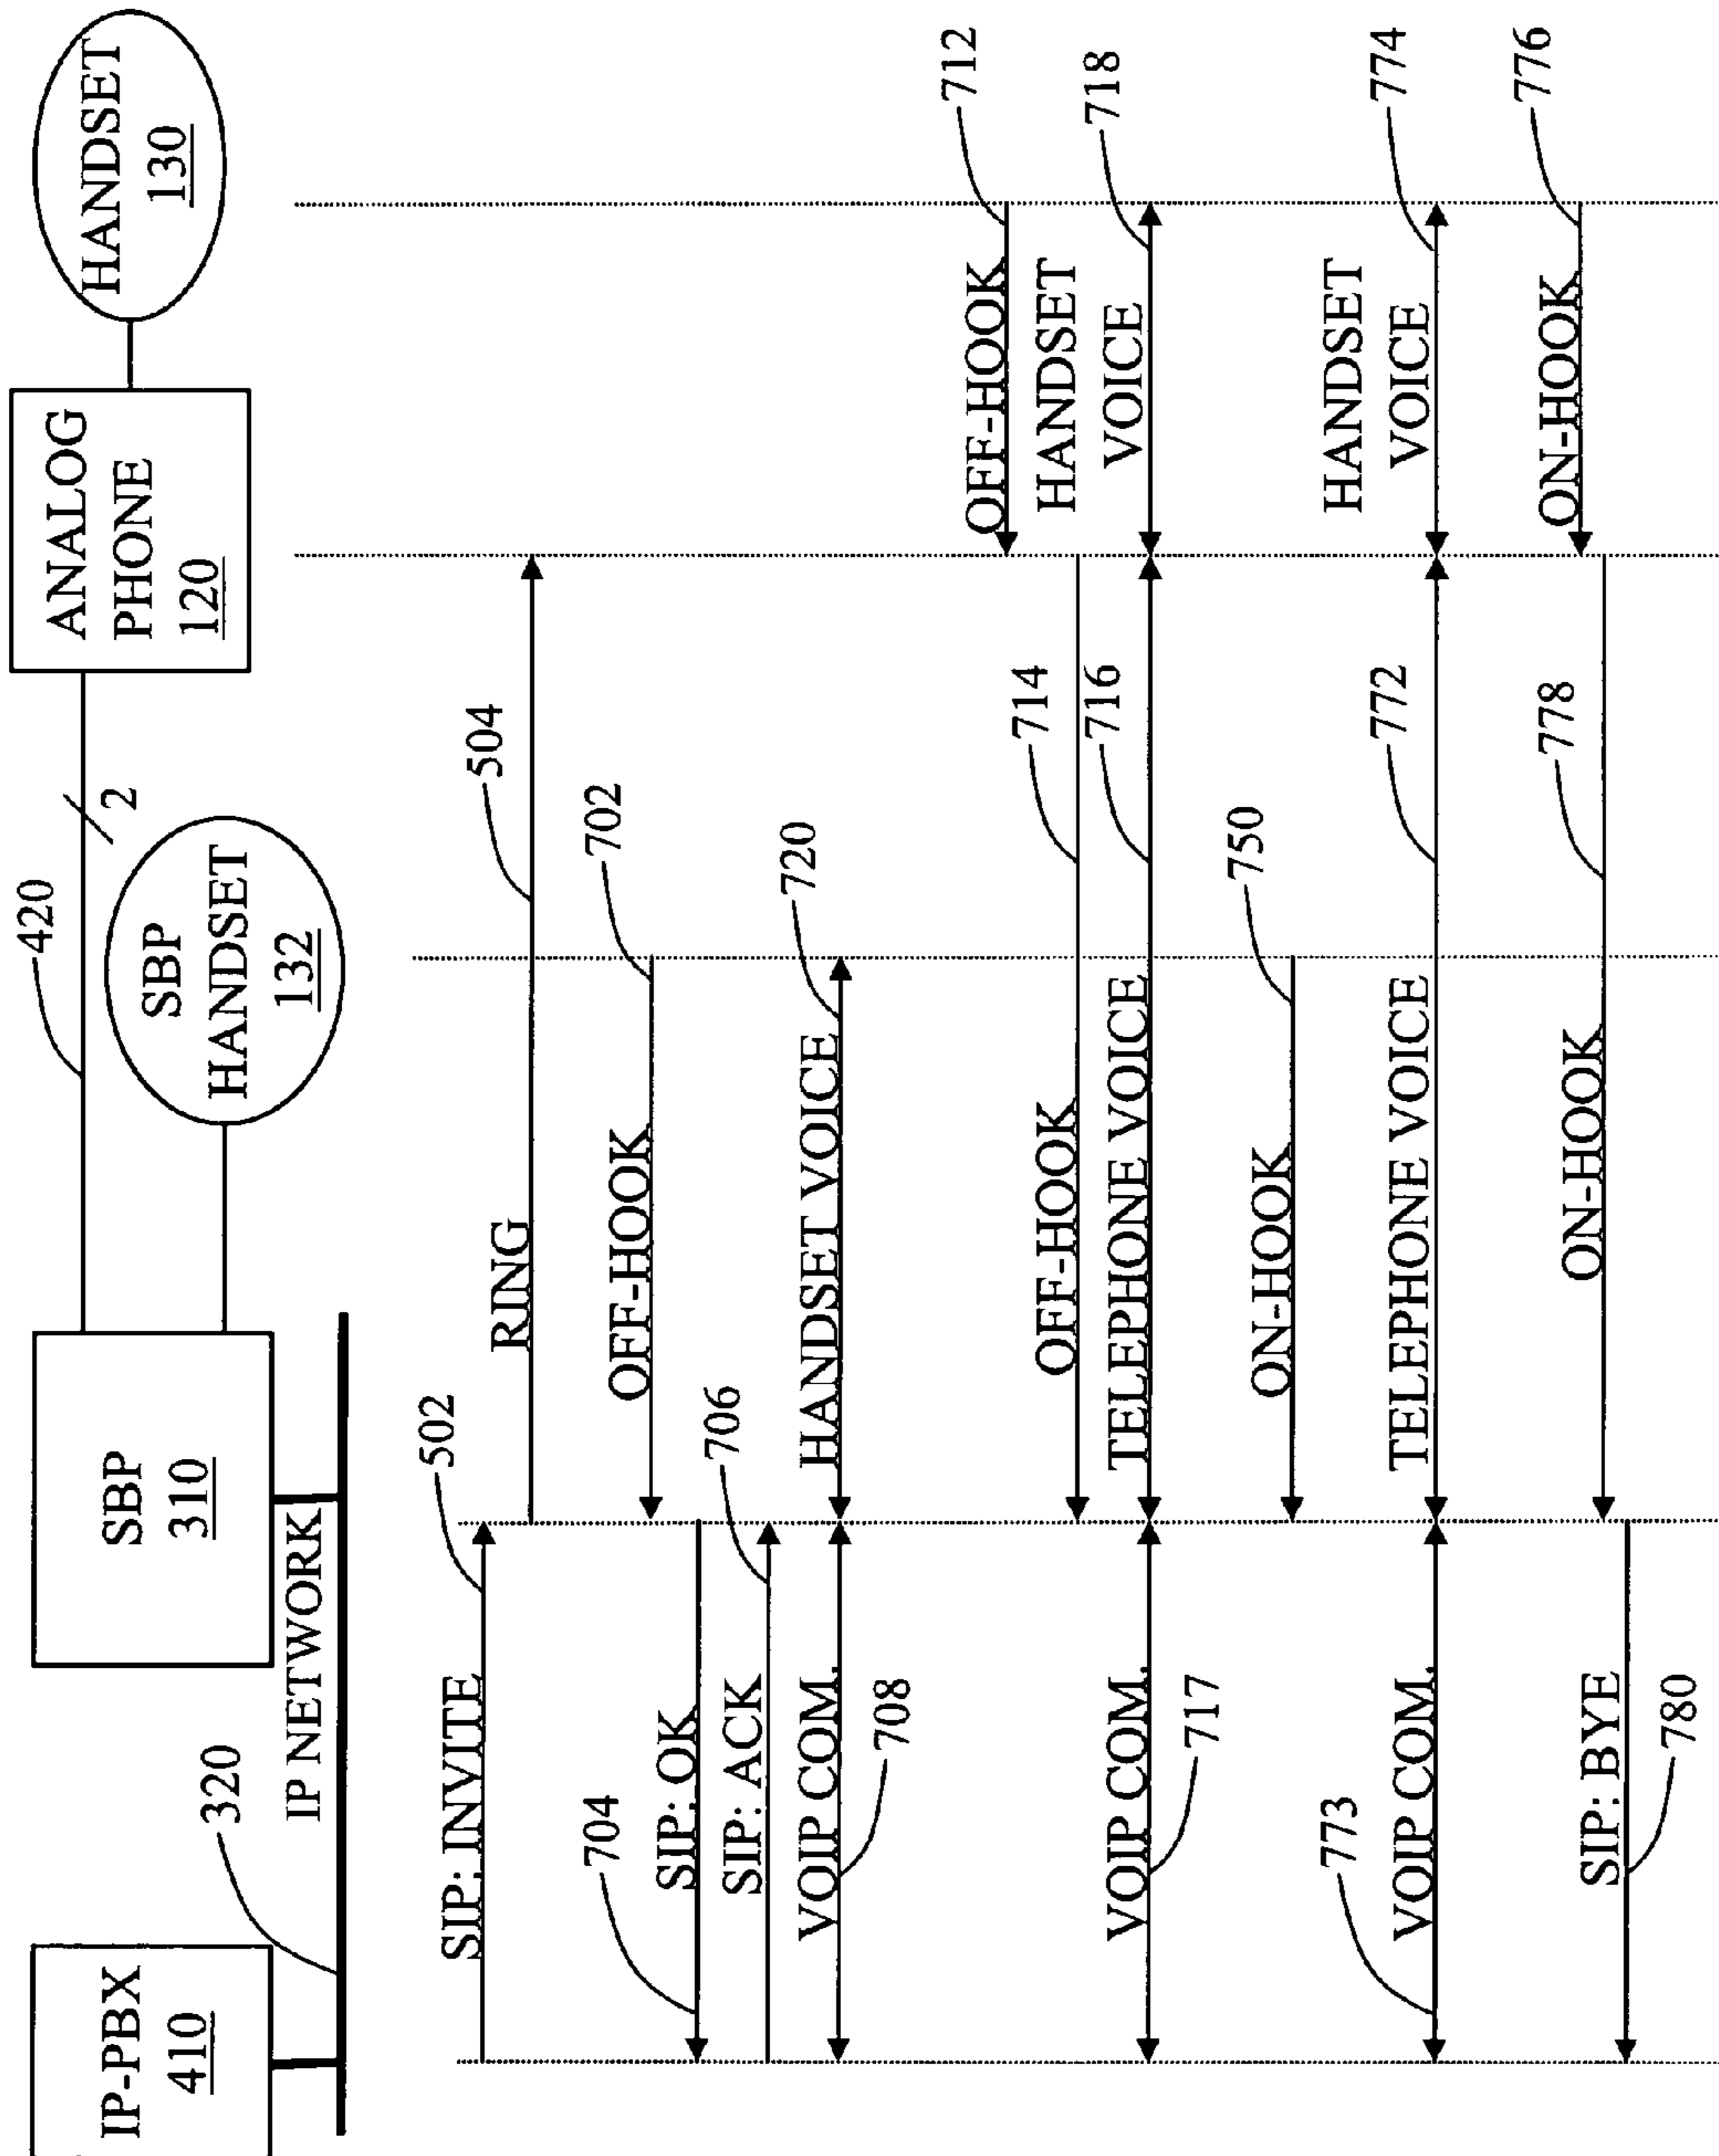 IP-PBX
410
SBP
310
SBP
HANDSET
132
ANALOG
PHONE
120
HANDSET
130
320
IP NETWORK
420
2
SIP: INVITE
502
RING
504
OFF-HOOK
702
704
SIP: OK
SIP: ACK
706
VOIP COM.
708
HANDSET VOICE
720
OFF-HOOK
712
OFF-HOOK
714
VOIP COM.
717
TELEPHONE VOICE
716
HANDSET
VOICE
718
ON-HOOK
750
773
VOIP COM.
TELEPHONE VOICE
772
HANDSET
VOICE
774
ON-HOOK
776
ON-HOOK
778
SIP: BYE
780